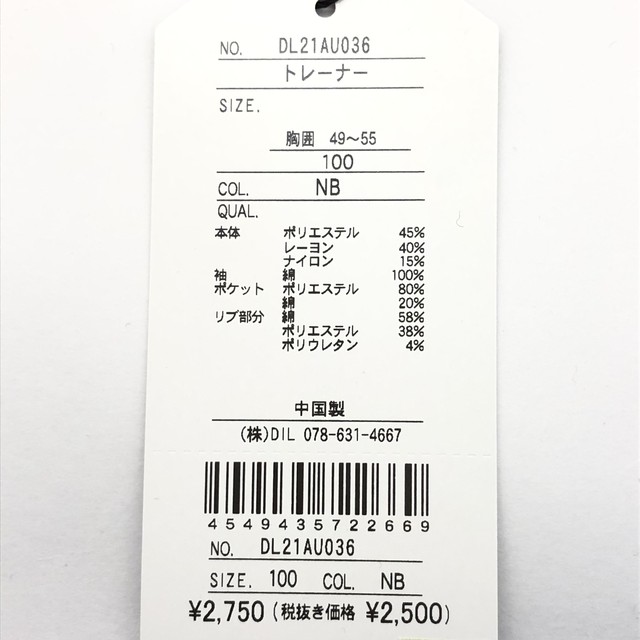 NO. DL21AU036
トレーナー
SIZE.
胸囲 49～55
100
COL. NB
QUAL.
本体 ポリエステル 45%
レーヨン 40%
ナイロン 15%
袖 綿 100%
ポケット ポリエステル 80%
綿 20%
リブ部分 綿 58%
ポリエステル 38%
ポリウレタン 4%
中国製
(株)DIL 078-631-4667
4549435722669
NO. DL21AU036
SIZE. 100 COL. NB
¥2,750 (税抜き価格 ¥2,500)